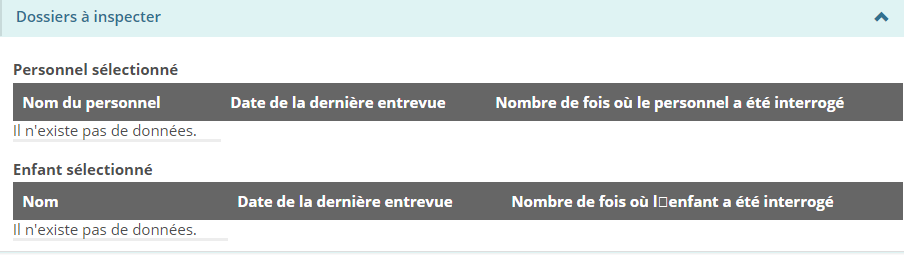 Dossiers à inspecter
Personnel sélectionné
Nom du personnel Date de la dernière entrevue Nombre de fois où le personnel a été interrogé
Il n'existe pas de données.
Enfant sélectionné
Nom Date de la dernière entrevue Nombre de fois où l▯enfant a été interrogé
Il n'existe pas de données.